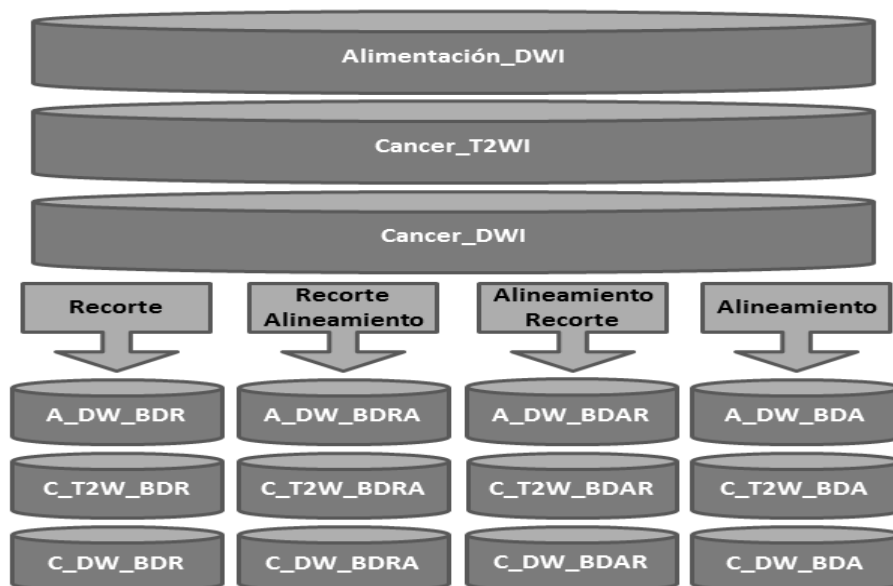 Alimentación_DWI
Cancer_T2WI
Cancer_DWI
Recorte
Recorte
Alineamiento
Alineamiento
Recorte
Alineamiento
A_DW_BDR
A_DW_BDRA
A_DW_BDAR
A_DW_BDA
C_T2W_BDR
C_T2W_BDRA
C_T2W_BDAR
C_T2W_BDA
C_DW_BDR
C_DW_BDRA
C_DW_BDAR
C_DW_BDA